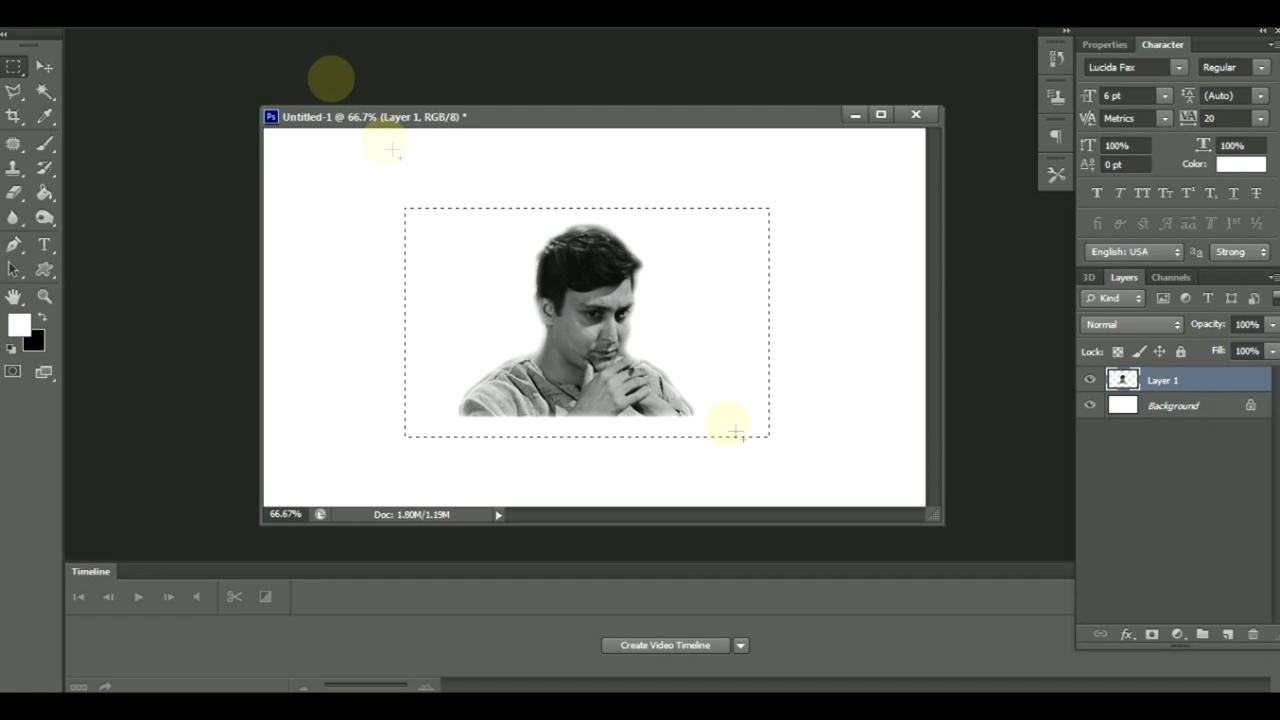 Untitled-1 @ 66.7% (Layer 1, RGB/8) *
66.67%
Doc: 1.80M/1.19M
Timeline
Create Video Timeline
Properties
Character
Lucida Fax
Regular
6 pt
(Auto)
Metrics
20
100%
100%
0 pt
Color:
English: USA
Strong
3D
Layers
Channels
Kind
Normal
Opacity: 100%
Lock:
Fill: 100%
Layer 1
Background